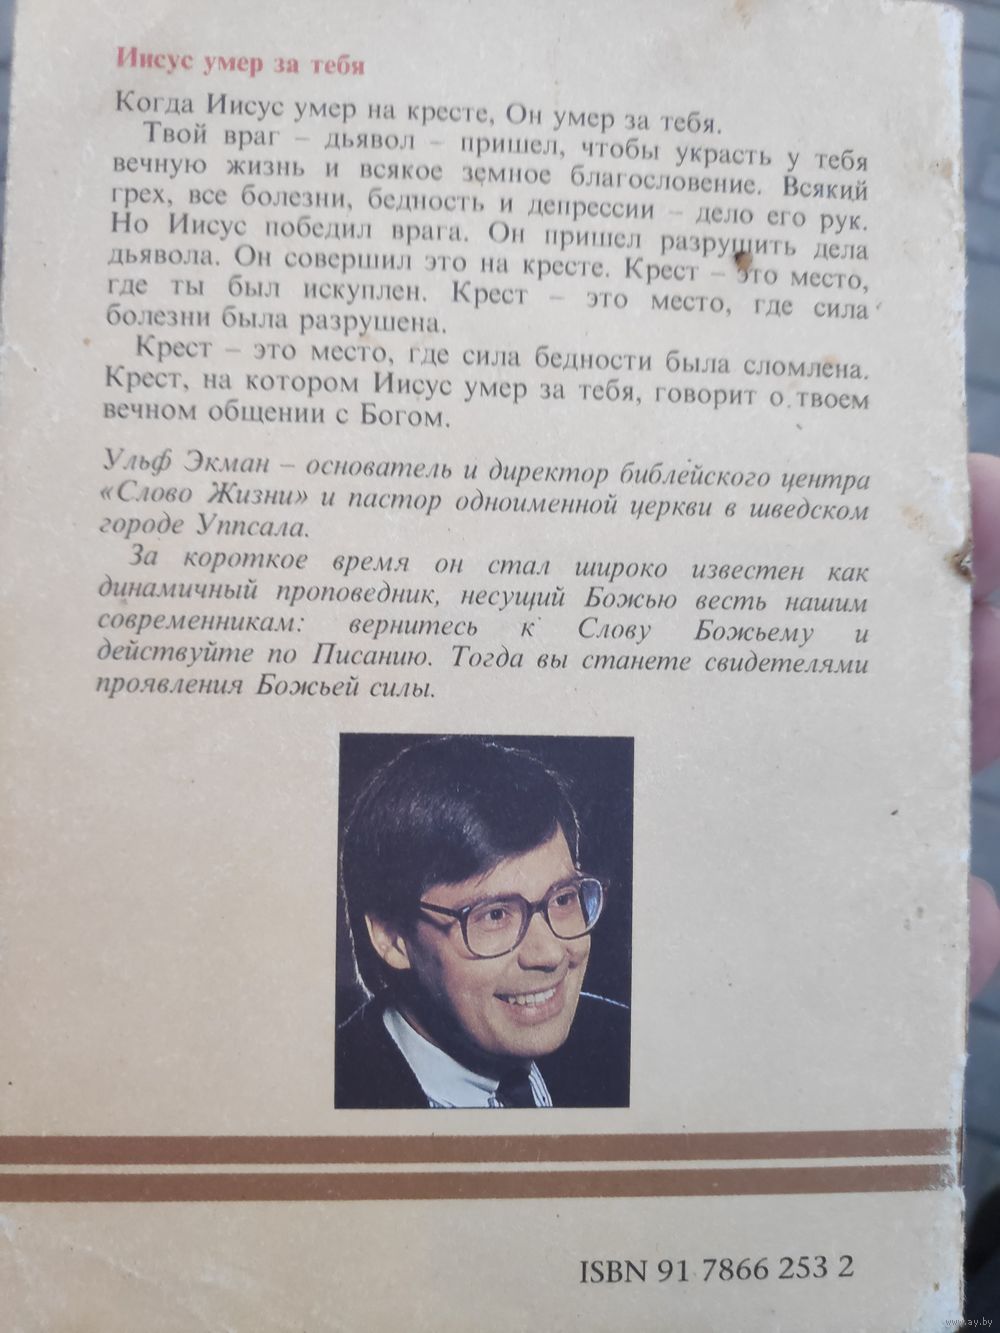 Иисус умер за тебя
Когда Иисус умер на кресте, Он умер за тебя.
Твой враг – дьявол – пришел, чтобы украсть у тебя
вечную жизнь и всякое земное благословение. Всякий
грех, все болезни, бедность и депрессии – дело его рук.
Но Иисус победил врага. Он пришел разрушить дела
дьявола. Он совершил это на кресте. Крест – это место,
где ты был искуплен. Крест – это место, где сила
болезни была разрушена.
Крест – это место, где сила бедности была сломлена.
Крест, на котором Иисус умер за тебя, говорит о твоем
вечном общении с Богом.
Ульф Экман – основатель и директор библейского центра
«Слово Жизни» и пастор одноименной церкви в шведском
городе Уппсала.
За короткое время он стал широко известен как
динамичный проповедник, несущий Божью весть нашим
современникам: вернитесь к Слову Божьему и
действуйте по Писанию. Тогда вы станете свидетелями
проявления Божьей силы.
ISBN 91 7866 253 2
www.ay.by